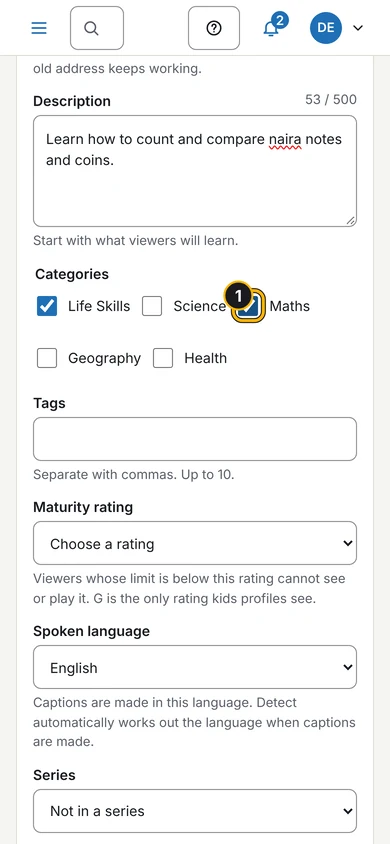 2
DE
old address keeps working.
Description 53 / 500
Learn how to count and compare naira notes
and coins.
Start with what viewers will learn.
Categories
1
Life Skills Science Maths
Geography Health
Tags
Separate with commas. Up to 10.
Maturity rating
Choose a rating
Viewers whose limit is below this rating cannot see
or play it. G is the only rating kids profiles see.
Spoken language
English
Captions are made in this language. Detect
automatically works out the language when captions
are made.
Series
Not in a series